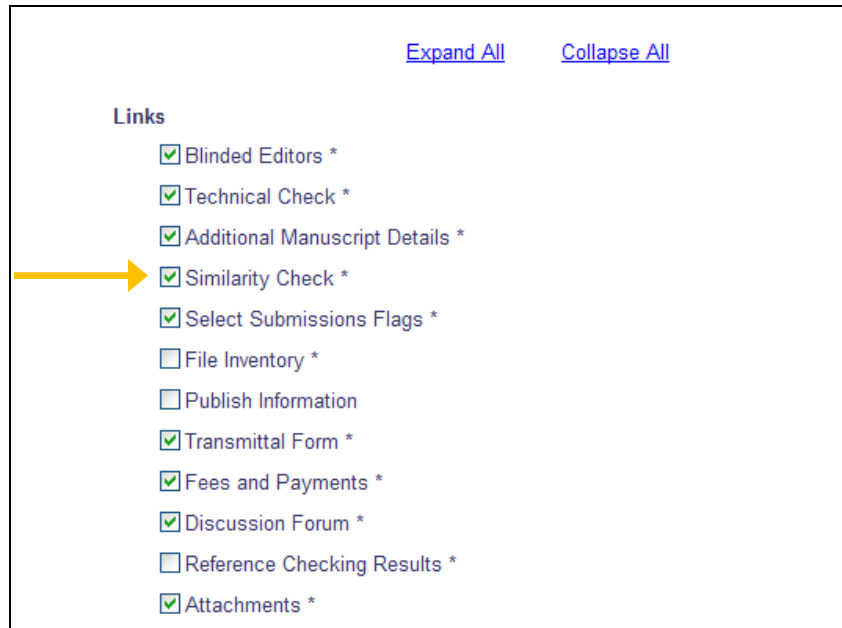 Expand All Collapse All
Links
Blinded Editors *
Technical Check *
Additional Manuscript Details *
Similarity Check *
Select Submissions Flags *
File Inventory *
Publish Information
Transmittal Form *
Fees and Payments *
Discussion Forum *
Reference Checking Results *
Attachments *